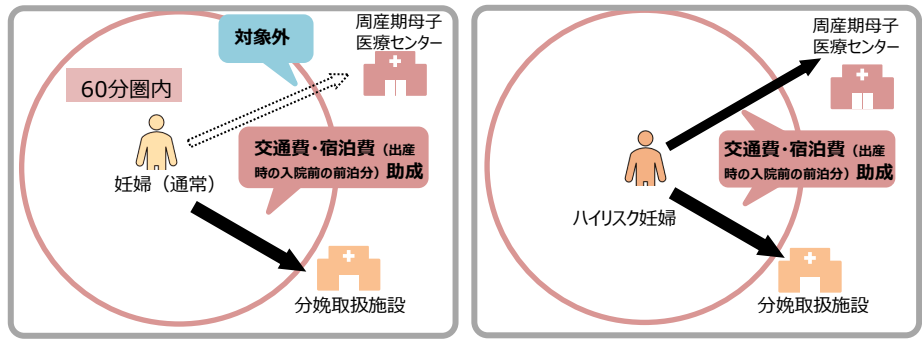 対象外
周産期母子
医療センター
60分圏内
交通費・宿泊費（出産
時の入院前の前泊分）助成
妊婦（通常）
分娩取扱施設
周産期母子
医療センター
交通費・宿泊費（出産
時の入院前の前泊分）助成
ハイリスク妊婦
分娩取扱施設